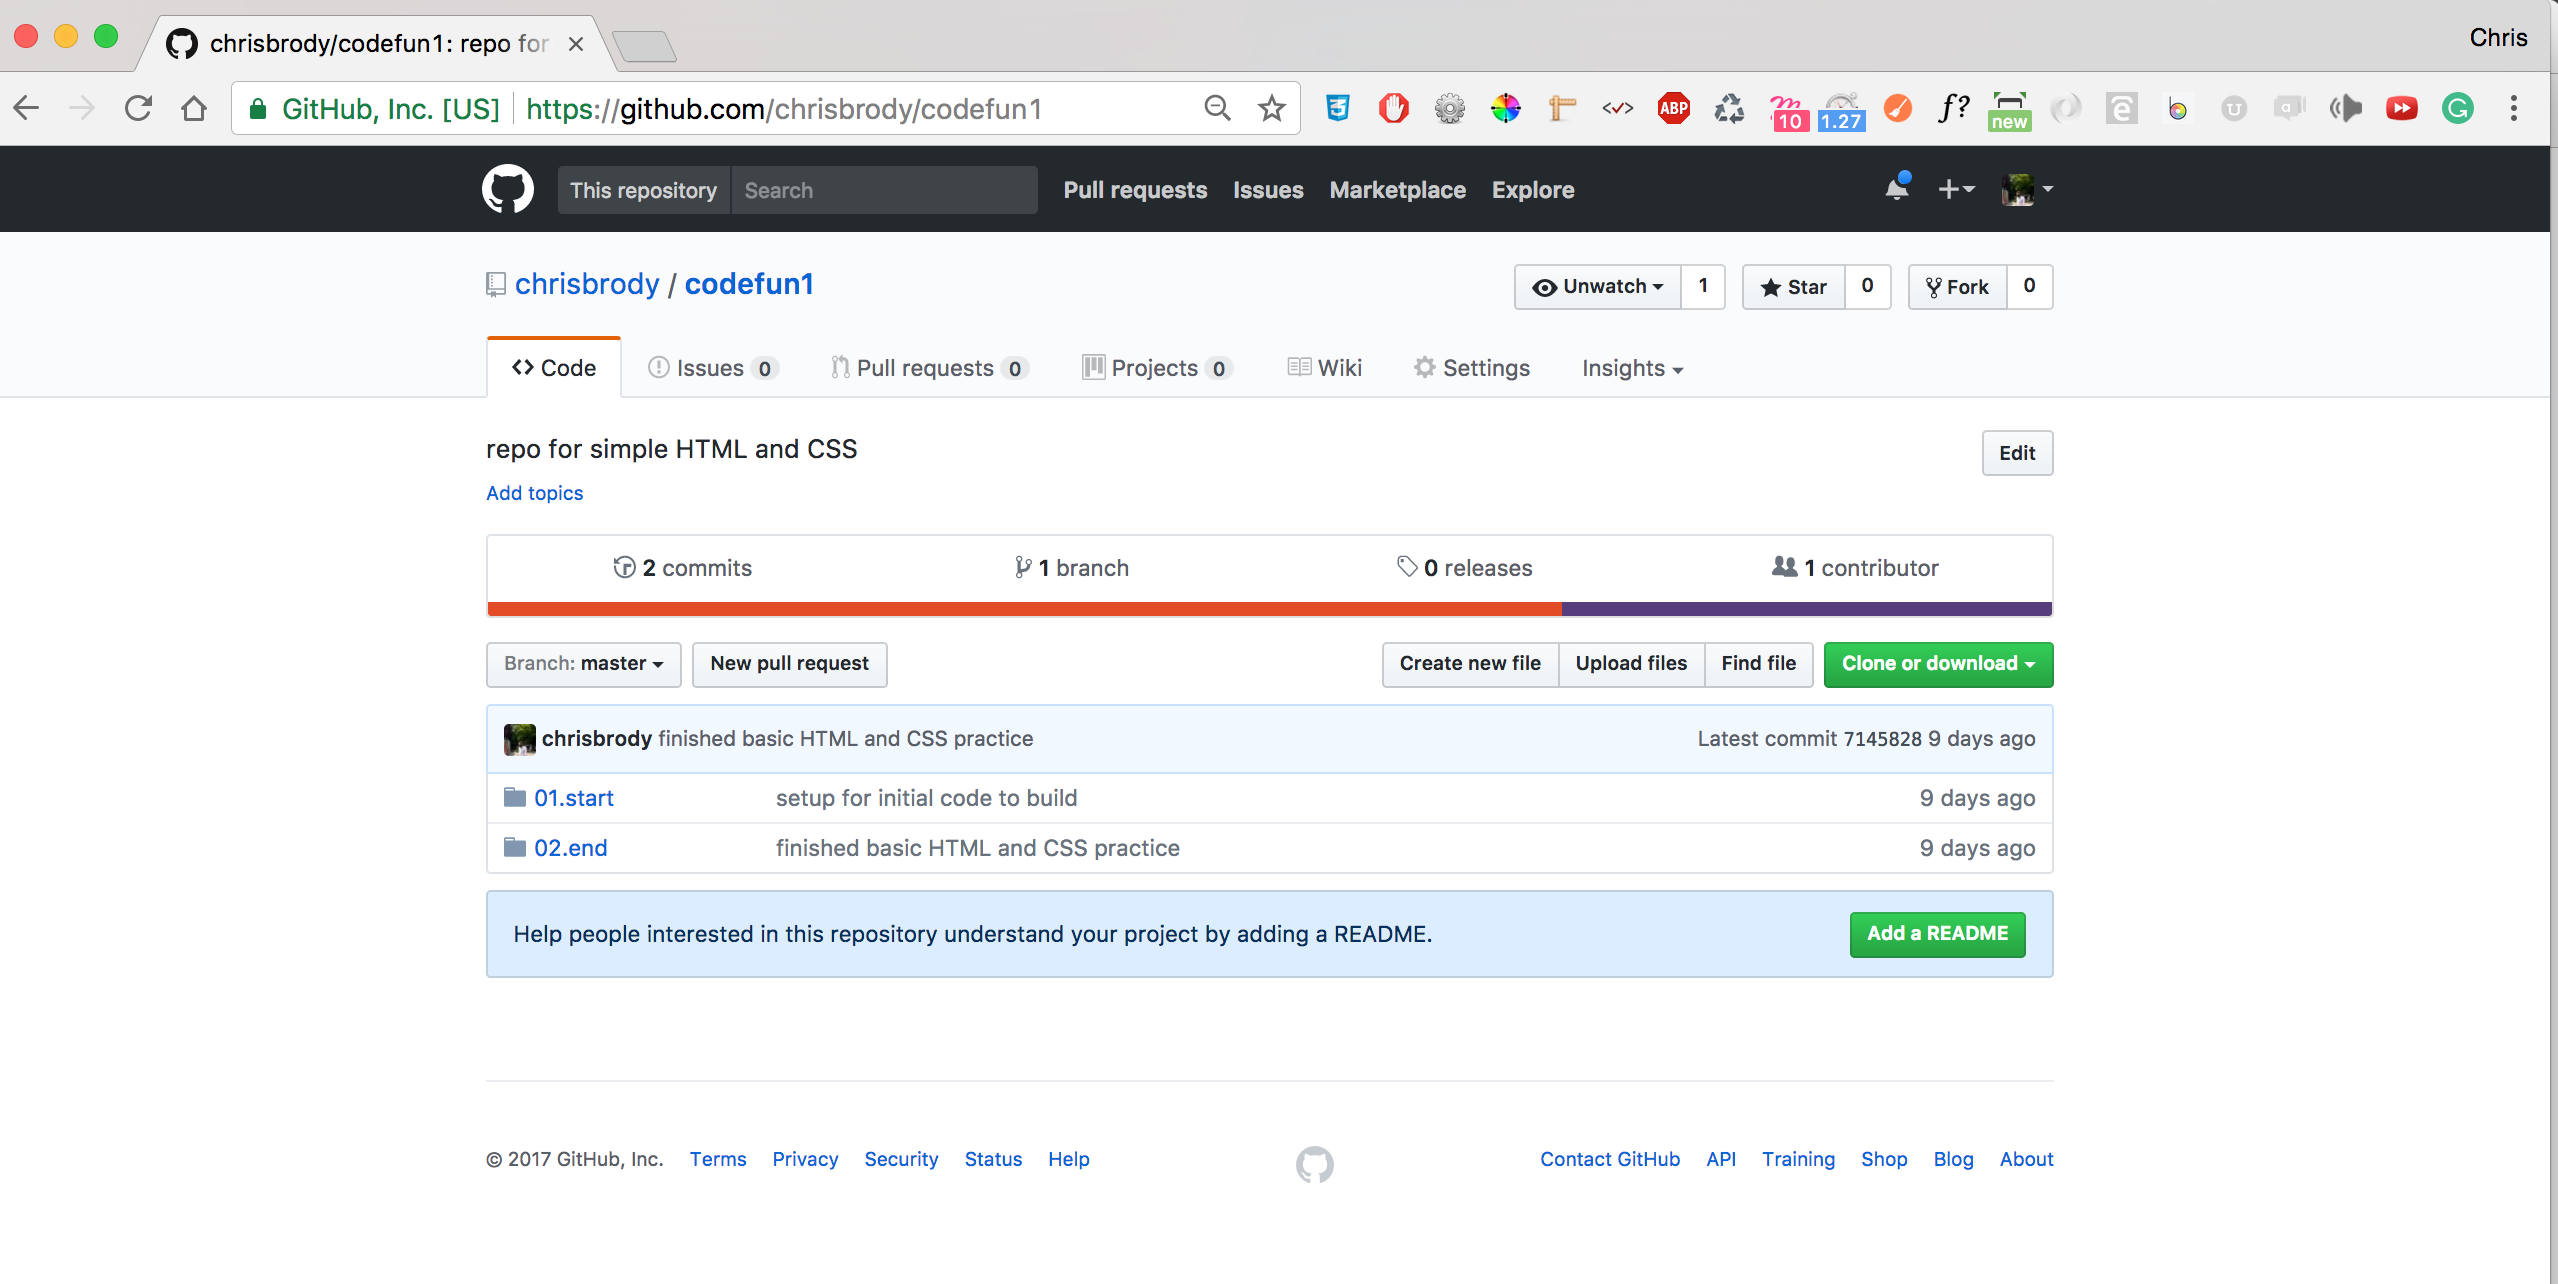 chrisbrody/codefun1: repo for
Chris
GitHub, Inc. [US] https://github.com/chrisbrody/codefun1
ABP 10 1.27 f? new
This repository Search Pull requests Issues Marketplace Explore
chrisbrody / codefun1 Unwatch 1 Star 0 Fork 0
Code Issues 0 Pull requests 0 Projects 0 Wiki Settings Insights
repo for simple HTML and CSS Edit
Add topics
2 commits 1 branch 0 releases 1 contributor
Branch: master New pull request Create new file Upload files Find file Clone or download
chrisbrody finished basic HTML and CSS practice Latest commit 7145828 9 days ago
01.start setup for initial code to build 9 days ago
02.end finished basic HTML and CSS practice 9 days ago
Help people interested in this repository understand your project by adding a README. Add a README
© 2017 GitHub, Inc. Terms Privacy Security Status Help Contact GitHub API Training Shop Blog About